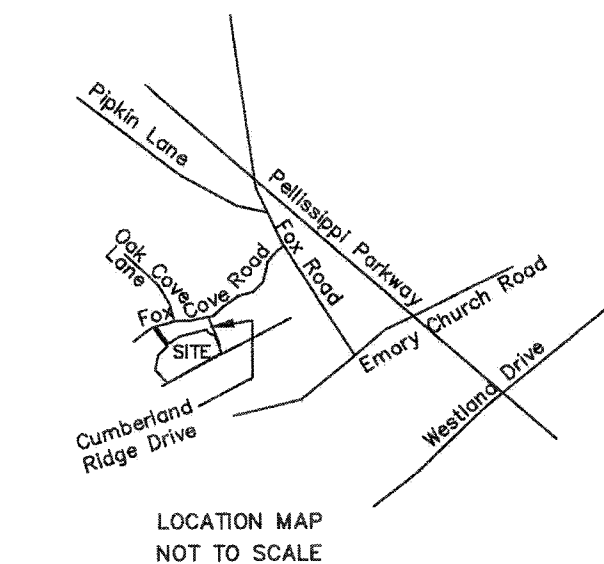 Pipkin Lane
Pellissippi Parkway
Fox Road
Oak Cove
Lane
Fox Cove Road
Emory Church Road
SITE
Westland Drive
Cumberland
Ridge Drive
LOCATION MAP
NOT TO SCALE